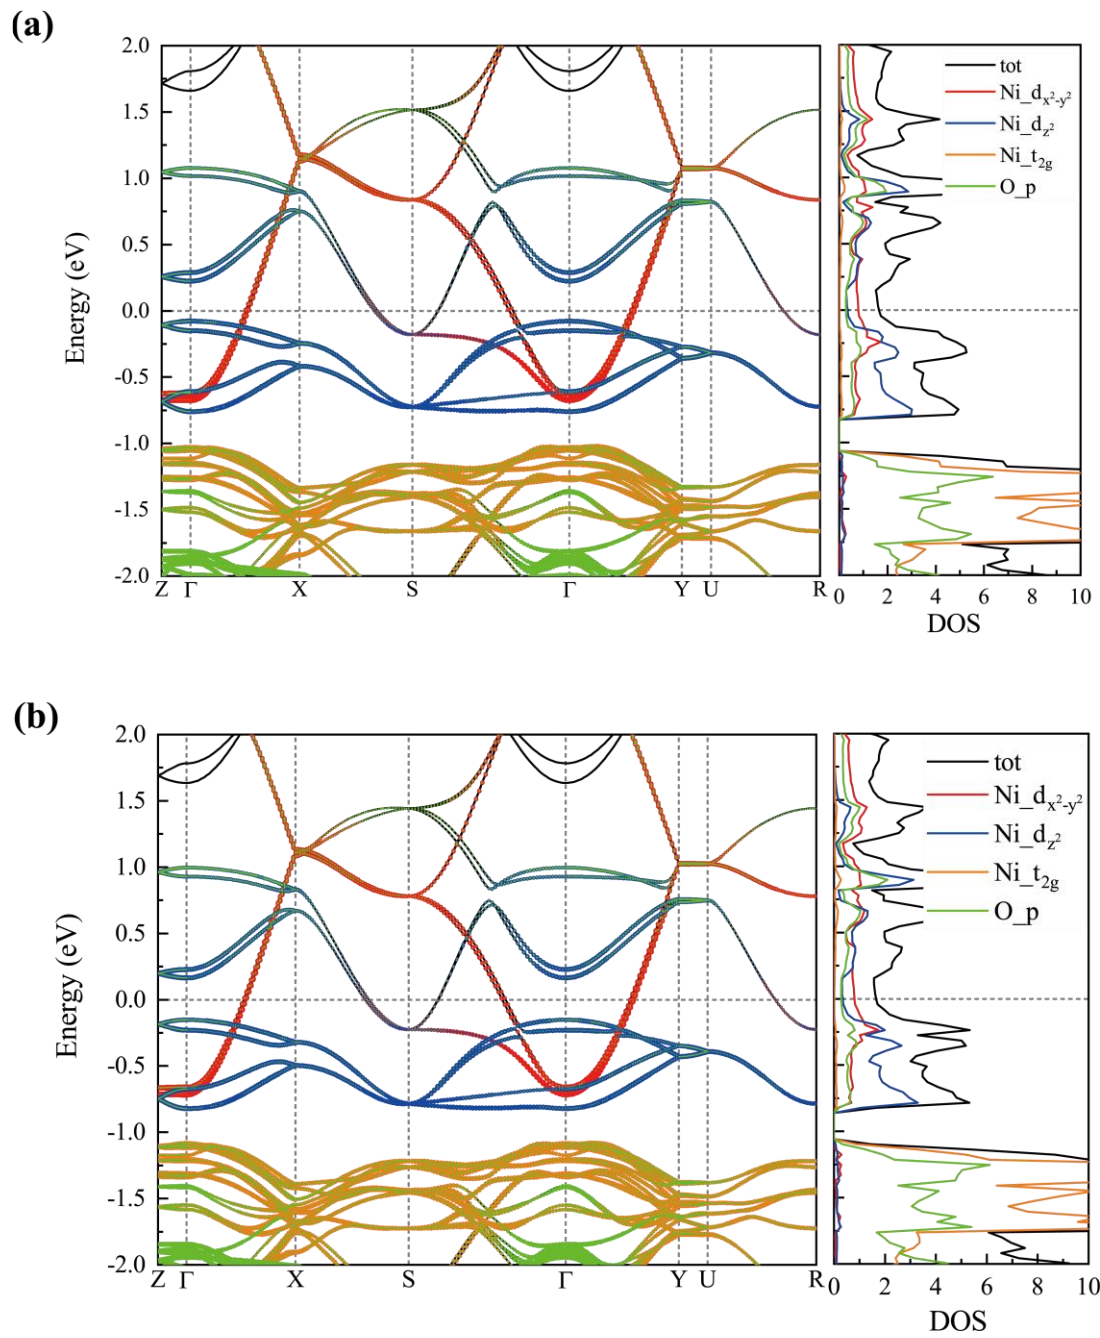 (a)
2.0
1.5
1.0
0.5
0.0
-0.5
-1.0
-1.5
-2.0
Energy (eV)
Z Γ X S Γ Y U R
tot
Ni_dx²-y²
Ni_dz²
Ni_t2g
O_p
0 2 4 6 8 10
DOS
(b)
2.0
1.5
1.0
0.5
0.0
-0.5
-1.0
-1.5
-2.0
Energy (eV)
Z Γ X S Γ Y U R
tot
Ni_dx²-y²
Ni_dz²
Ni_t2g
O_p
0 2 4 6 8 10
DOS